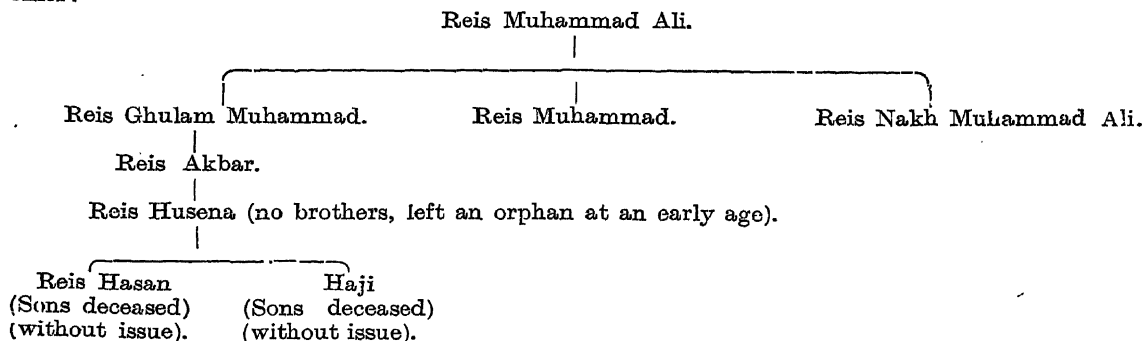 Reis Muhammad Ali.
Reis Ghulam Muhammad. Reis Muhammad. Reis Nakh Muhammad Ali.
Reis Akbar.
Reis Husena (no brothers, left an orphan at an early age).
Reis Hasan Haji
(Sons deceased) (Sons deceased)
(without issue). (without issue).